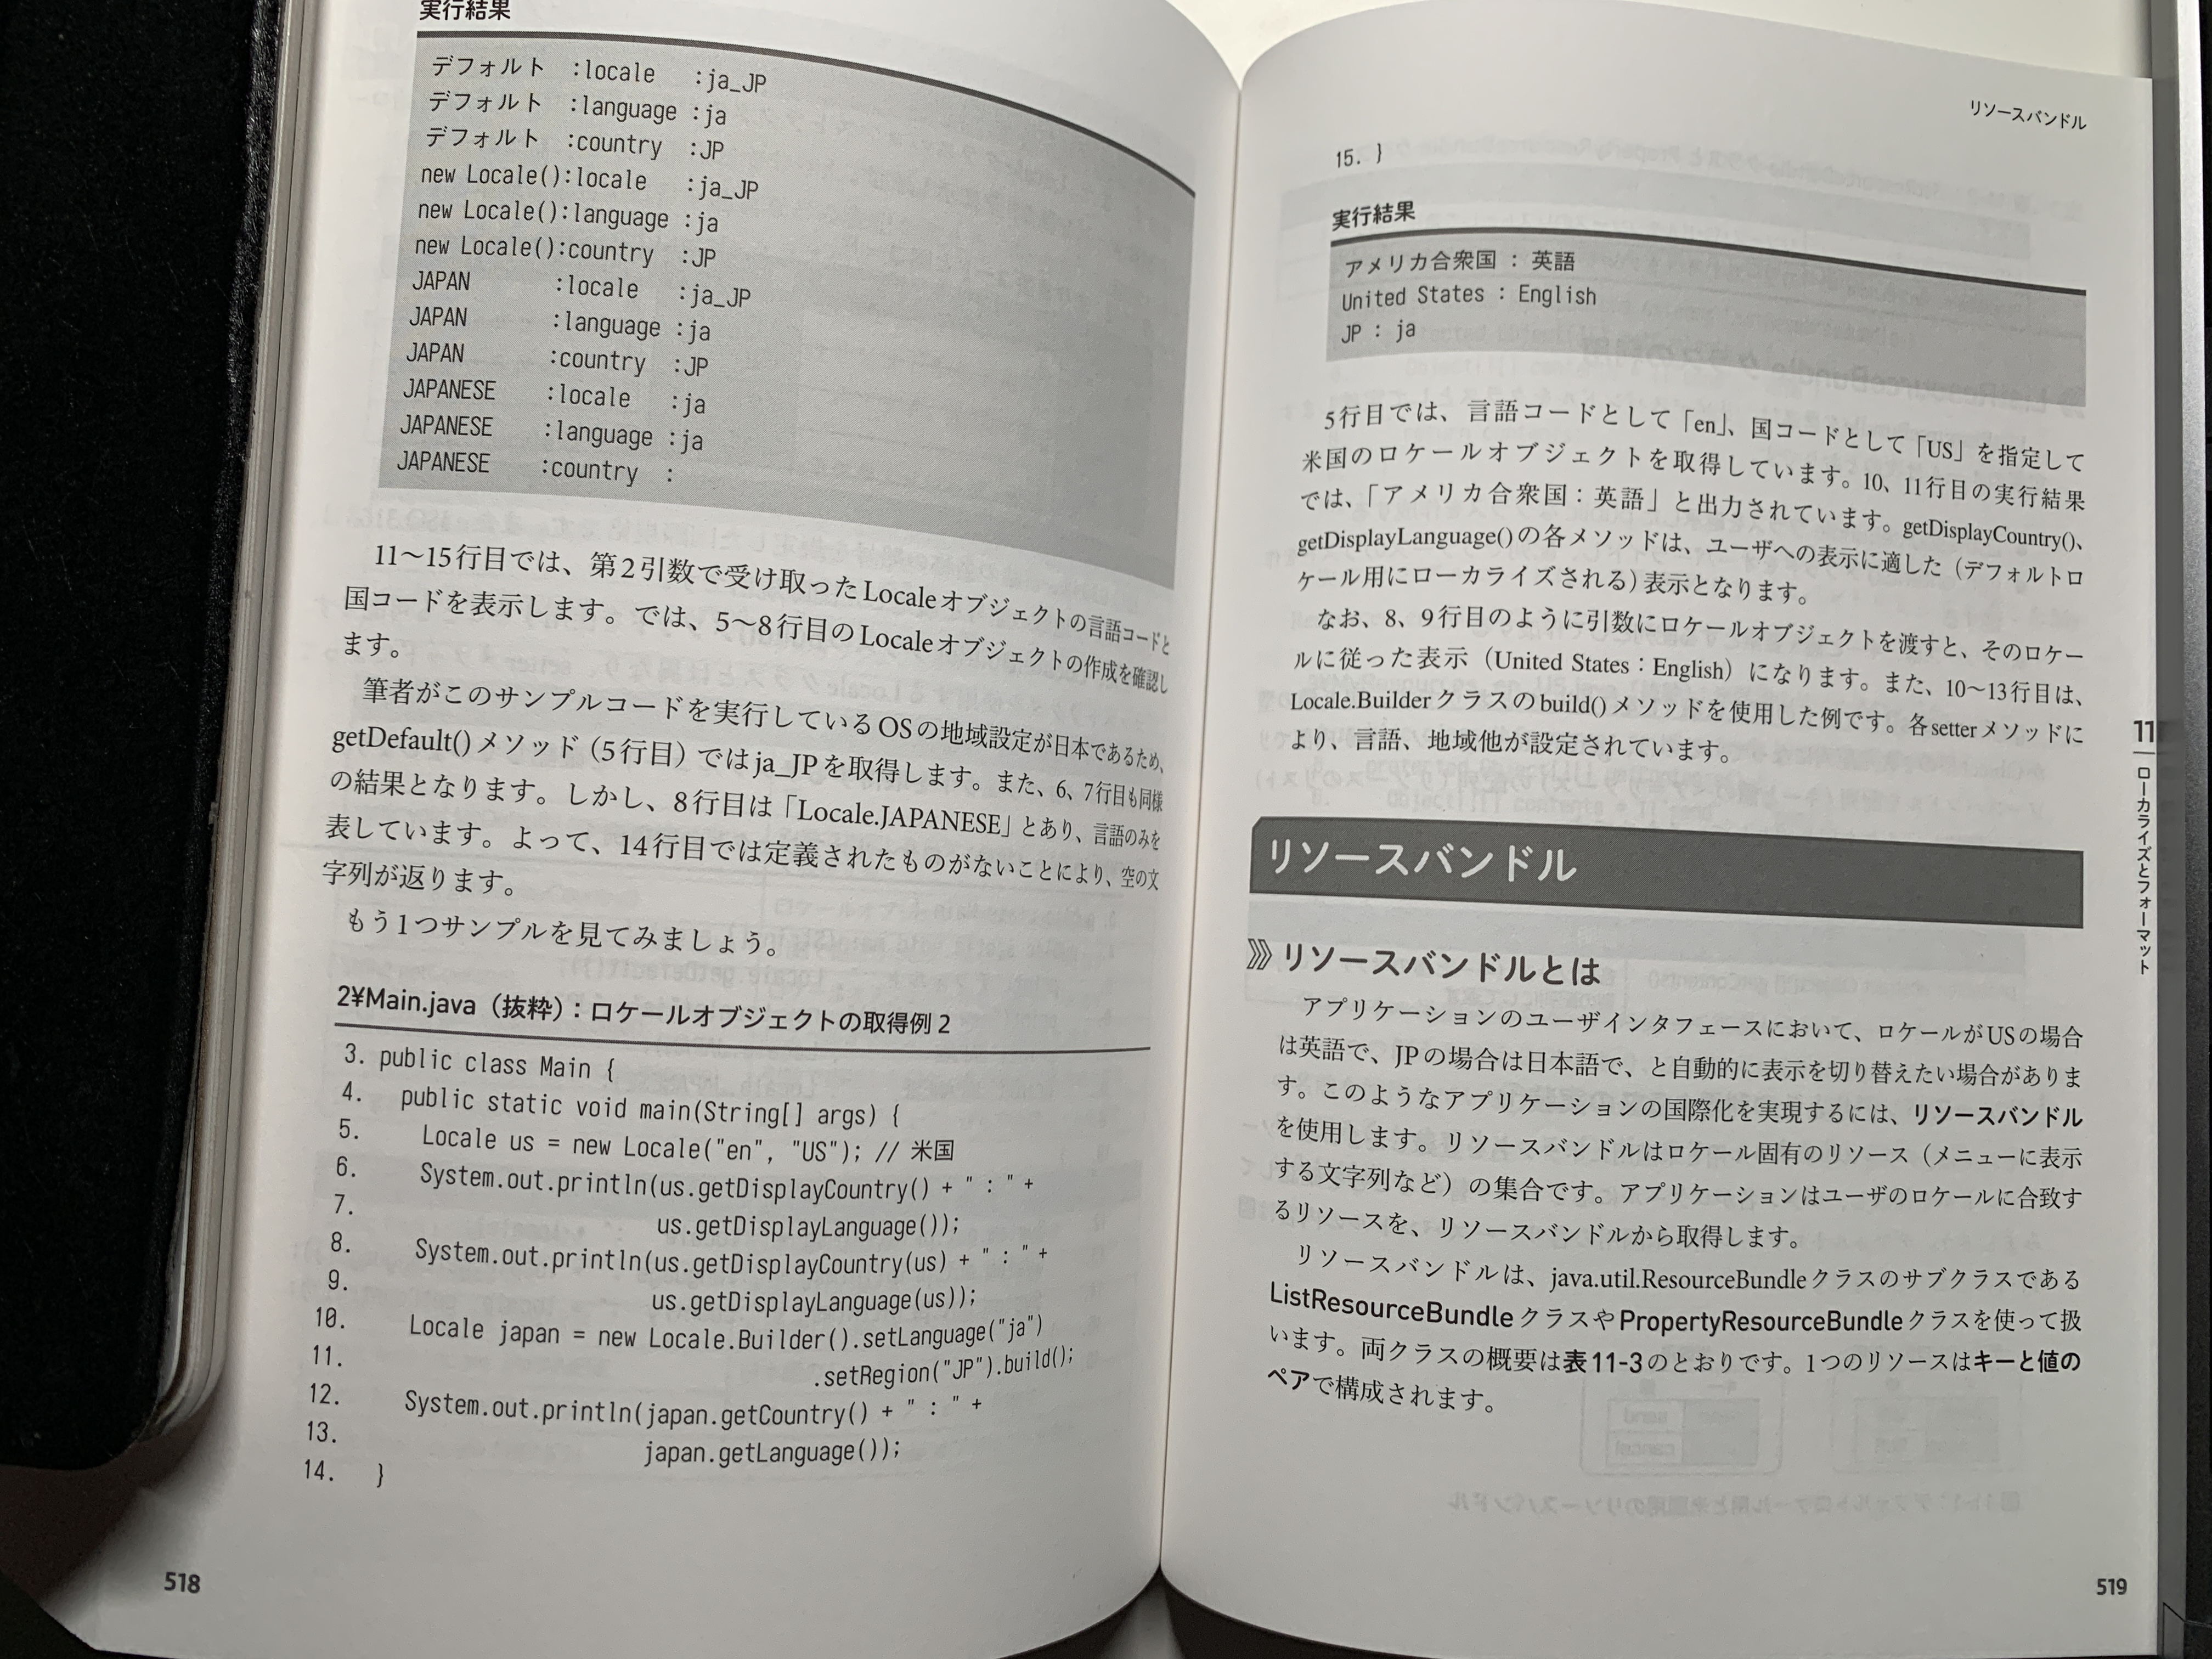 実行結果
デフォルト :locale :ja_JP
デフォルト :language :ja
デフォルト :country :JP
new Locale():locale :ja_JP
new Locale():language :ja
new Locale():country :JP
JAPAN :locale :ja_JP
JAPAN :language :ja
JAPAN :country :JP
JAPANESE :locale :ja
JAPANESE :language :ja
JAPANESE :country :
11～15行目では、第2引数で受け取ったLocaleオブジェクトの言語コードと
国コードを表示します。では、5～8行目のLocaleオブジェクトの作成を確認し
ます。
筆者がこのサンプルコードを実行しているOSの地域設定が日本であるため、
getDefault()メソッド（5行目）ではja_JPを取得します。また、6、7行目も同様
の結果となります。しかし、8行目は「Locale.JAPANESE」とあり、言語のみを
表しています。よって、14行目では定義されたものがないことにより、空の文
字列が返ります。
もう1つサンプルを見てみましょう。
2¥Main.java（抜粋）：ロケールオブジェクトの取得例2
3. public class Main {
4. public static void main(String[] args) {
5. Locale us = new Locale("en", "US"); // 米国
6. System.out.println(us.getDisplayCountry() + " : " +
7. us.getDisplayLanguage());
8. System.out.println(us.getDisplayCountry(us) + " : " +
9. us.getDisplayLanguage(us));
10. Locale japan = new Locale.Builder().setLanguage("ja")
11. .setRegion("JP").build();
12. System.out.println(japan.getCountry() + " : " +
13. japan.getLanguage());
14. }
518
リソースバンドル
15. }
実行結果
アメリカ合衆国 : 英語
United States : English
JP : ja
5行目では、言語コードとして「en」、国コードとして「US」を指定して
米国のロケールオブジェクトを取得しています。10、11行目の実行結果
では、「アメリカ合衆国：英語」と出力されています。getDisplayCountry()、
getDisplayLanguage()の各メソッドは、ユーザへの表示に適した（デフォルトロ
ケール用にローカライズされる）表示となります。
なお、8、9行目のように引数にロケールオブジェクトを渡すと、そのロケー
ルに従った表示（United States：English）になります。また、10～13行目は、
Locale.Builderクラスのbuild()メソッドを使用した例です。各setterメソッドに
より、言語、地域他が設定されています。
リソースバンドル
リソースバンドルとは
アプリケーションのユーザインタフェースにおいて、ロケールがUSの場合
は英語で、JPの場合は日本語で、と自動的に表示を切り替えたい場合がありま
す。このようなアプリケーションの国際化を実現するには、リソースバンドル
を使用します。リソースバンドルはロケール固有のリソース（メニューに表示
する文字列など）の集合です。アプリケーションはユーザのロケールに合致す
るリソースを、リソースバンドルから取得します。
リソースバンドルは、java.util.ResourceBundleクラスのサブクラスである
ListResourceBundleクラスやPropertyResourceBundleクラスを使って扱
います。両クラスの概要は表11-3のとおりです。1つのリソースはキーと値の
ペアで構成されます。
11
ローカライズとフォーマット
519